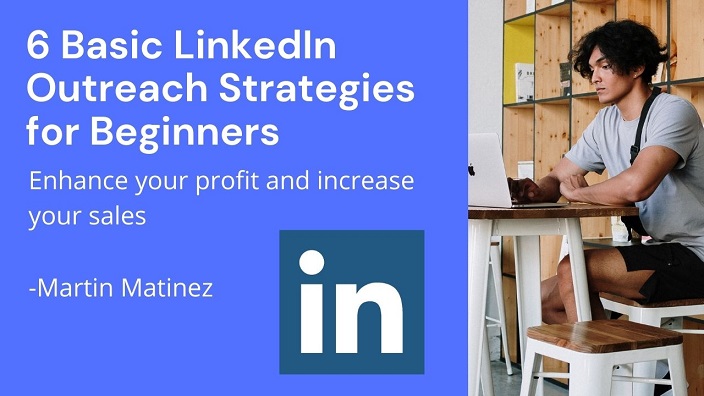 6 Basic LinkedIn
Outreach Strategies
for Beginners
Enhance your profit and increase
your sales
-Martin Matinez
in